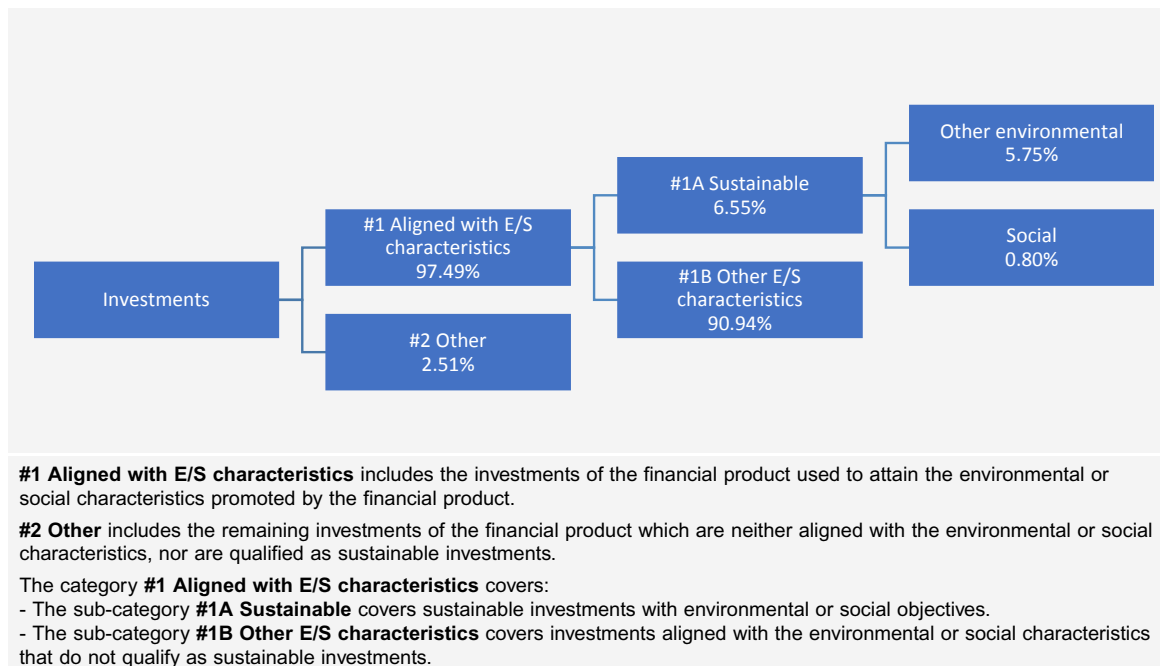 Investments
#1 Aligned with E/S
characteristics
97.49%
#2 Other
2.51%
#1A Sustainable
6.55%
#1B Other E/S
characteristics
90.94%
Other environmental
5.75%
Social
0.80%
#1 Aligned with E/S characteristics includes the investments of the financial product used to attain the environmental or
social characteristics promoted by the financial product.
#2 Other includes the remaining investments of the financial product which are neither aligned with the environmental or social
characteristics, nor are qualified as sustainable investments.
The category #1 Aligned with E/S characteristics covers:
- The sub-category #1A Sustainable covers sustainable investments with environmental or social objectives.
- The sub-category #1B Other E/S characteristics covers investments aligned with the environmental or social characteristics
that do not qualify as sustainable investments.